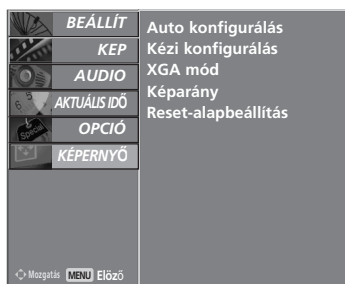 BEÁLLÍT
KEP
AUDIO
AKTUÁLIS IDŐ
OPCIÓ
KÉPERNYŐ
Auto konfigurálás
Kézi konfigurálás
XGA mód
Képarány
Reset-alapbeállítás
Mozgatás MENU Előző